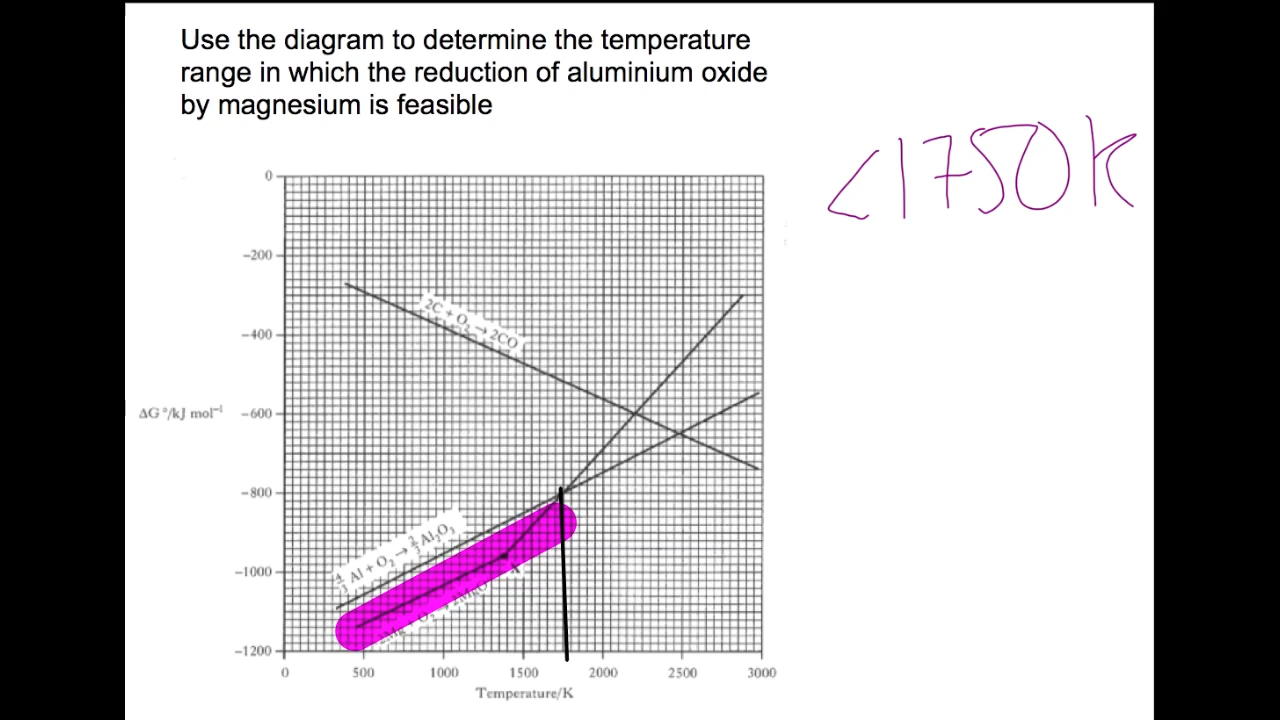 Use the diagram to determine the temperature
range in which the reduction of aluminium oxide
by magnesium is feasible
<1750K
0
−200
2C + O₂ → 2CO
−400
ΔG°/kJ mol⁻¹
−600
−800
4/3 Al + O₂ → 2/3 Al₂O₃
−1000
X
−1200
0 500 1000 1500 2000 2500 3000
Temperature/K